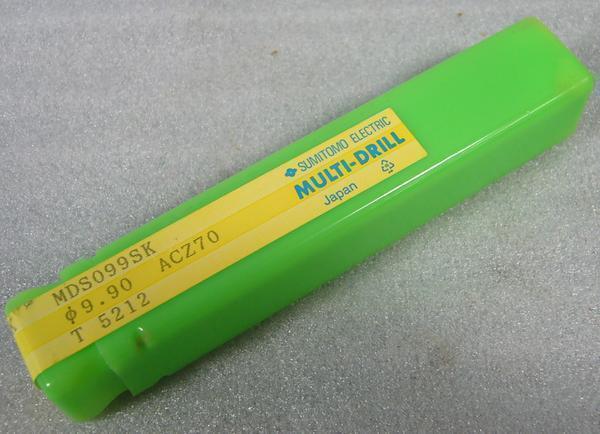 SUMITOMO ELECTRIC
MULTI-DRILL
Japan
MDS099SK
φ9.90 ACZ70
T 5212